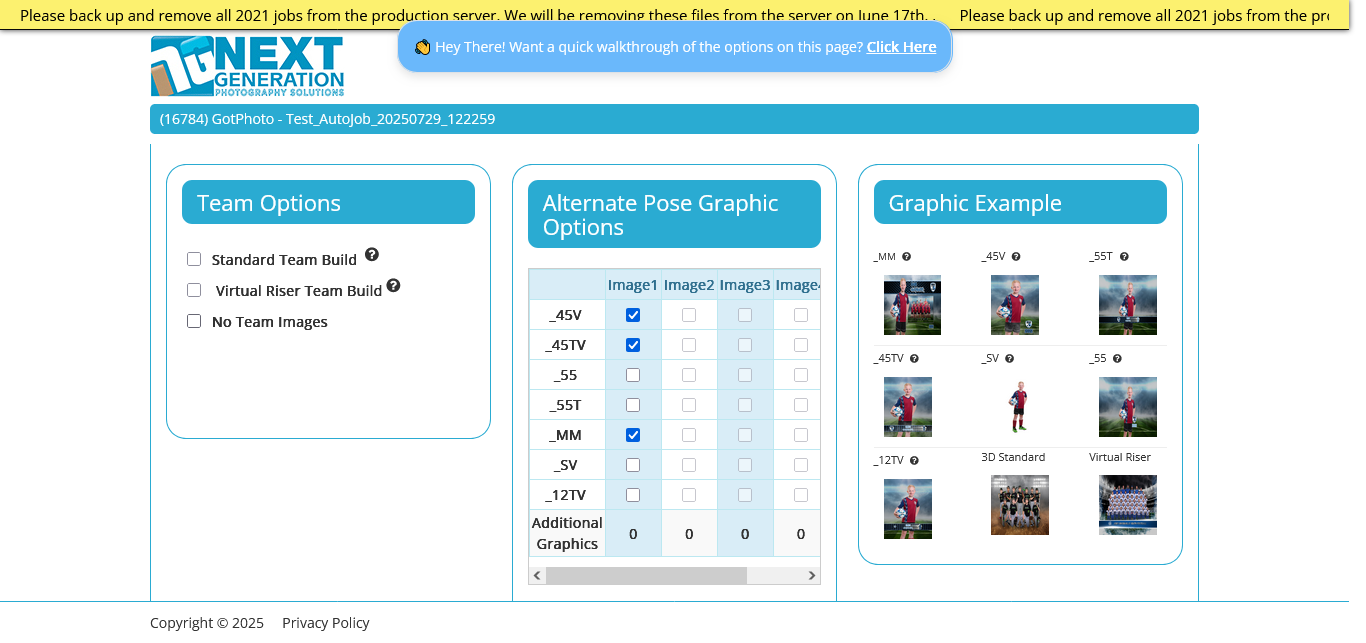 Please back up and remove all 2021 jobs from the production server. We will be removing these files from the server on June 17th. . Please back up and remove all 2021 jobs from the
👏 Hey There! Want a quick walkthrough of the options on this page? Click Here
NEXT
GENERATION
PHOTOGRAPHY SOLUTIONS
(16784) GotPhoto - Test_AutoJob_20250729_122259
Team Options
Standard Team Build
Virtual Riser Team Build
No Team Images
Alternate Pose Graphic
Options
Image1 Image2 Image3 Image4
_45V
_45TV
_55
_55T
_MM
_SV
_12TV
Additional
Graphics 0 0 0 0
Graphic Example
_MM _45V _55T
_45TV _SV _55
_12TV 3D Standard Virtual Riser
Copyright © 2025 Privacy Policy